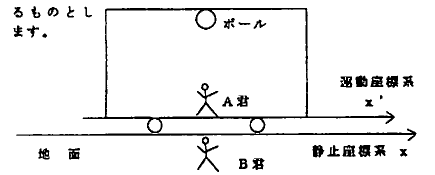 るものとし
ます。
ボール
A君
運動座標系
x'
地 面
B君
静止座標系 x